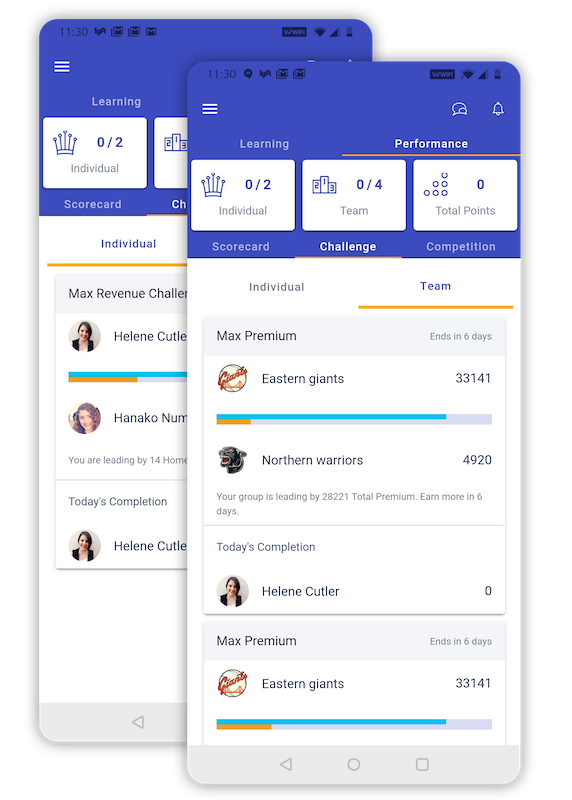 11:30
Learning
0 / 2
Individual
Scorecard
Ch
Individual
Max Revenue Challen
Helene Cutle
Hanako Num
You are leading by 14 Home
Today's Completion
Helene Cutle
11:30
VoWiFi
Learning
Performance
0 / 2
Individual
0 / 4
Team
0
Total Points
Scorecard
Challenge
Competition
Individual
Team
Max Premium
Ends in 6 days
Giants
Eastern giants
33141
Northern warriors
4920
Your group is leading by 28221 Total Premium. Earn more in 6
days.
Today's Completion
Helene Cutler
0
Max Premium
Ends in 6 days
Giants
Eastern giants
33141